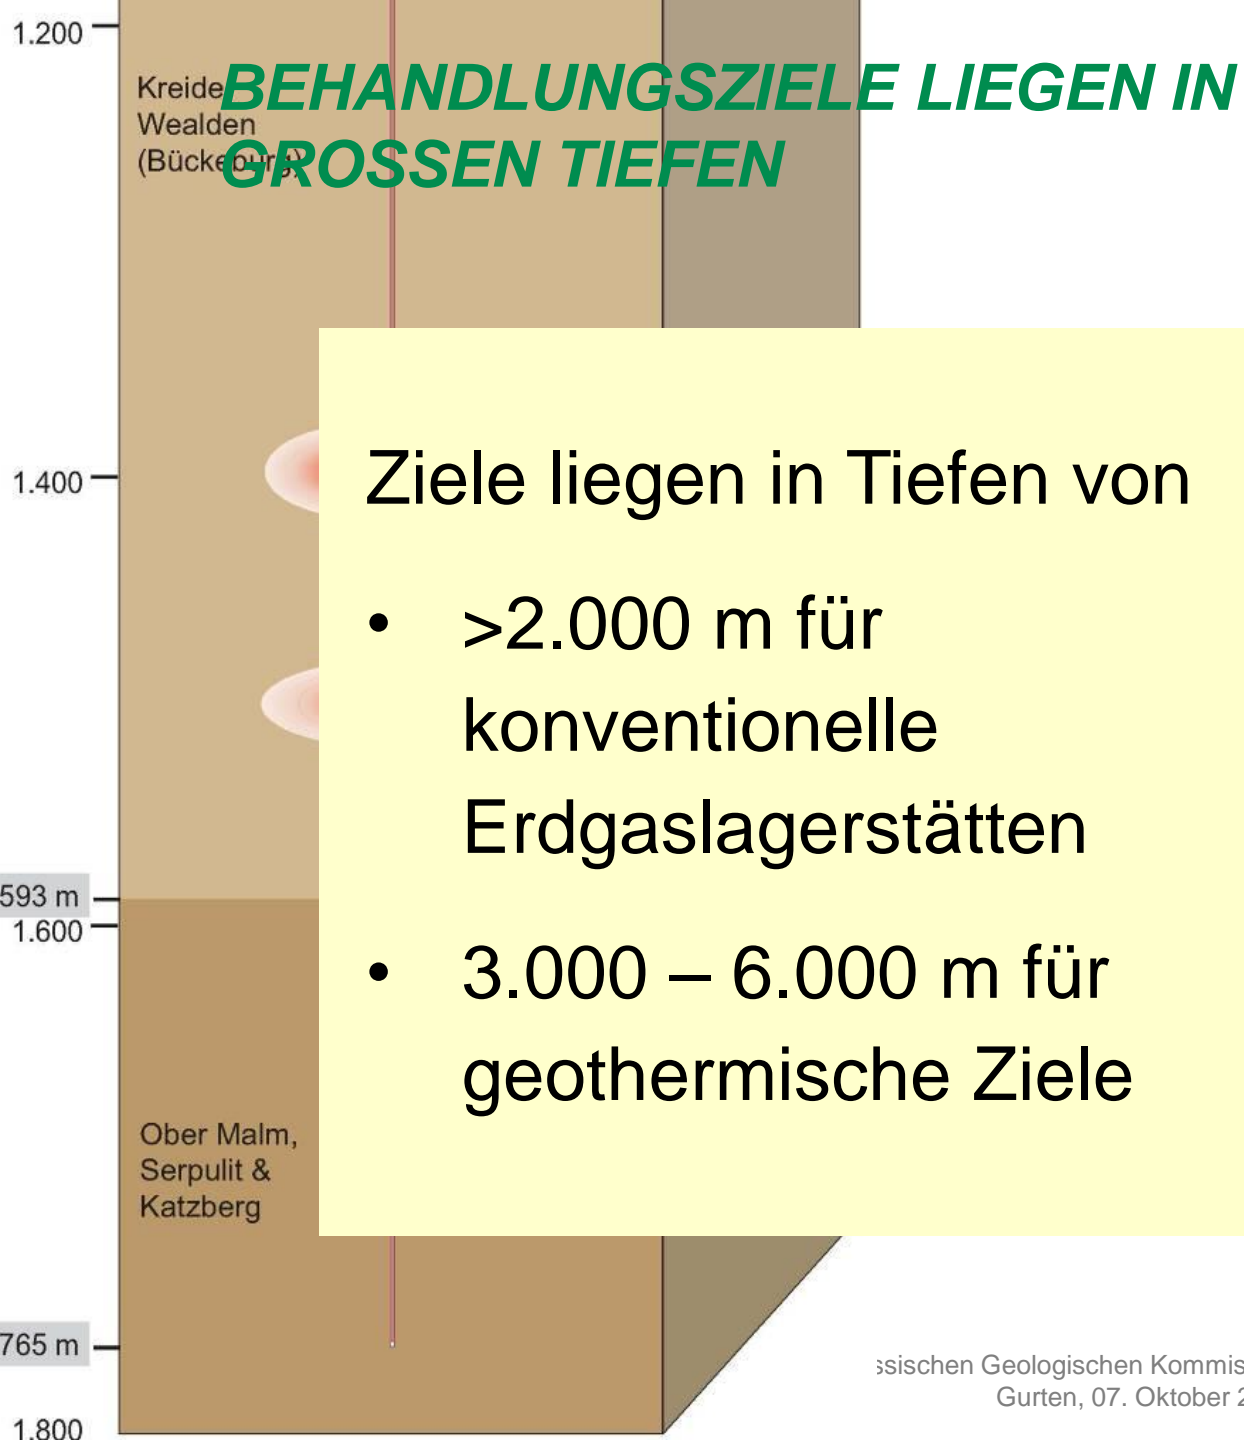 1.200
BEHANDLUNGSZIELE LIEGEN IN
GROSSEN TIEFEN
Kreide
Wealden
(Bückeburg)
1.400
Ziele liegen in Tiefen von
• >2.000 m für
konventionelle
Erdgaslagerstätten
• 3.000 – 6.000 m für
geothermische Ziele
593 m
1.600
Ober Malm,
Serpulit &
Katzberg
765 m
1.800
Geologischen
Gurten, 07. Oktober